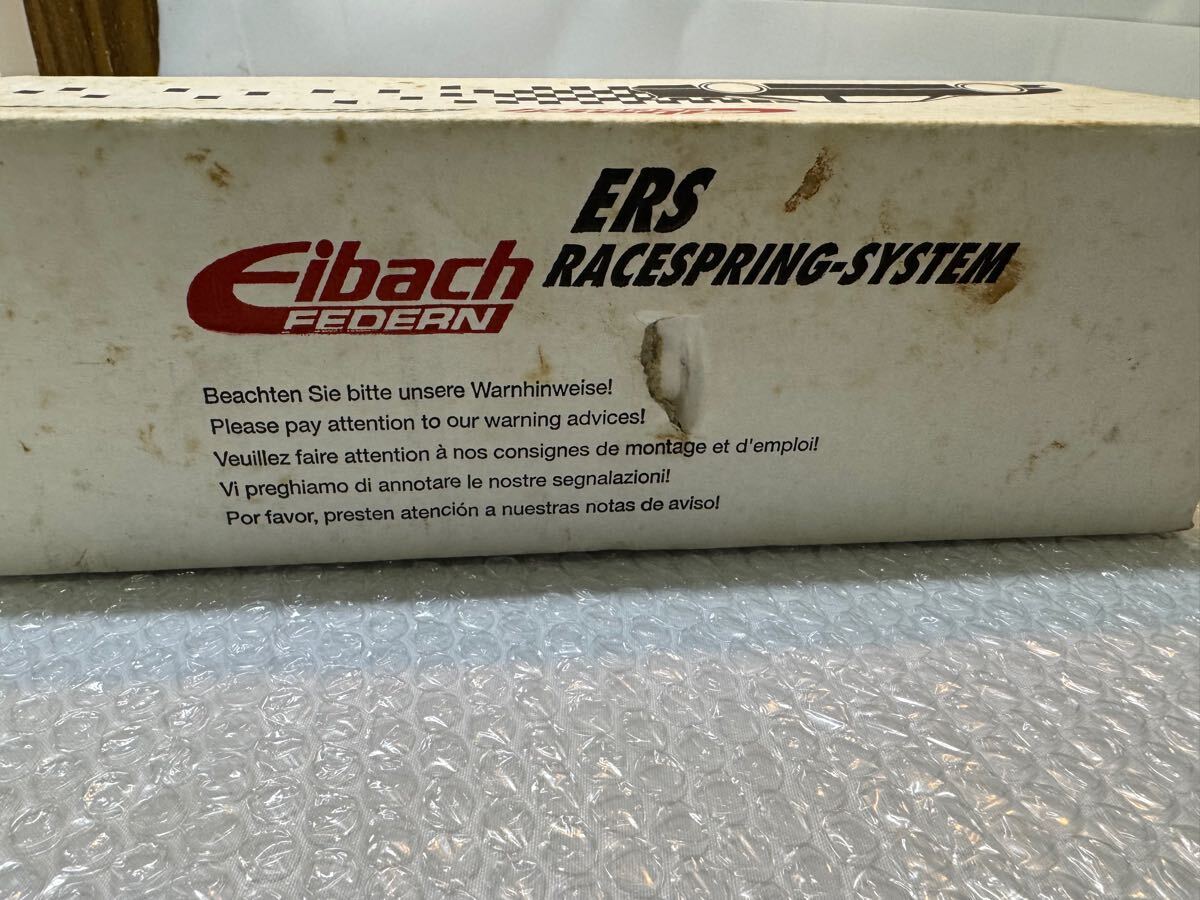 ERS
RACESPRING-SYSTEM
Eibach
FEDERN
Beachten Sie bitte unsere Warnhinweise!
Please pay attention to our warning advices!
Veuillez faire attention à nos consignes de montage et d'emploi!
Vi preghiamo di annotare le nostre segnalazioni!
Por favor, presten atención a nuestras notas de aviso!